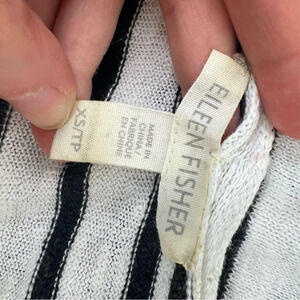 EILEEN FISHER
XS/TP
MADE IN
CHINA/
FABRIQUÉ
EN CHINE